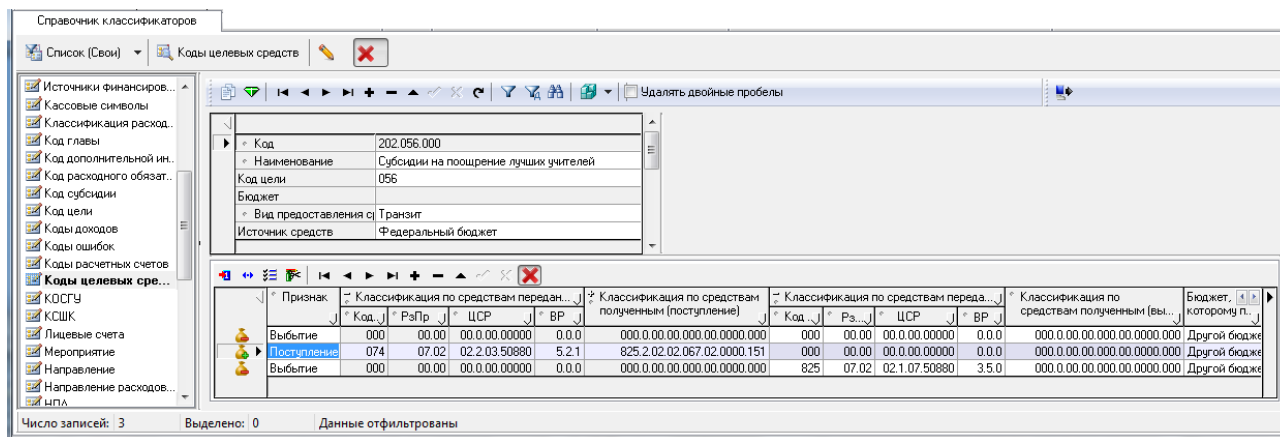 Справочник классификаторов
Список (Свои) Коды целевых средств
Источники финансиров...
Кассовые символы
Классификация расход..
Код главы
Код дополнительной ин..
Код расходного обязат..
Код субсидии
Код цели
Коды доходов
Коды ошибок
Коды расчетных счетов
Коды целевых сре...
КОСГУ
КСШК
Лицевые счета
Мероприятие
Направление
Направление расходов...
НПА
Удалять двойные пробелы
Код 202.056.000
Наименование Субсидии на поощрение лучших учителей
Код цели 056
Бюджет
Вид предоставления с Транзит
Источник средств Федеральный бюджет
Признак Классификация по средствам передан... Классификация по средствам полученным (поступление) Классификация по средствам переда... Классификация по средствам полученным (вы... Бюджет, которому п..
Код .. РзПр ЦСР ВР Код .. Рз... ЦСР ВР
Выбытие 000 00.00 00.0.00.00000 0.0.0 000.0.00.00.000.00.0000.000 000 00.00 00.0.00.00000 0.0.0 000.0.00.00.000.00.0000.000 Другой бюдже
Поступление 074 07.02 02.2.03.50880 5.2.1 825.2.02.02.067.02.0000.151 000 00.00 00.0.00.00000 0.0.0 000.0.00.00.000.00.0000.000 Другой бюдже
Выбытие 000 00.00 00.0.00.00000 0.0.0 000.0.00.00.000.00.0000.000 825 07.02 02.1.07.50880 3.5.0 000.0.00.00.000.00.0000.000 Другой бюдже
Число записей: 3 Выделено: 0 Данные отфильтрованы